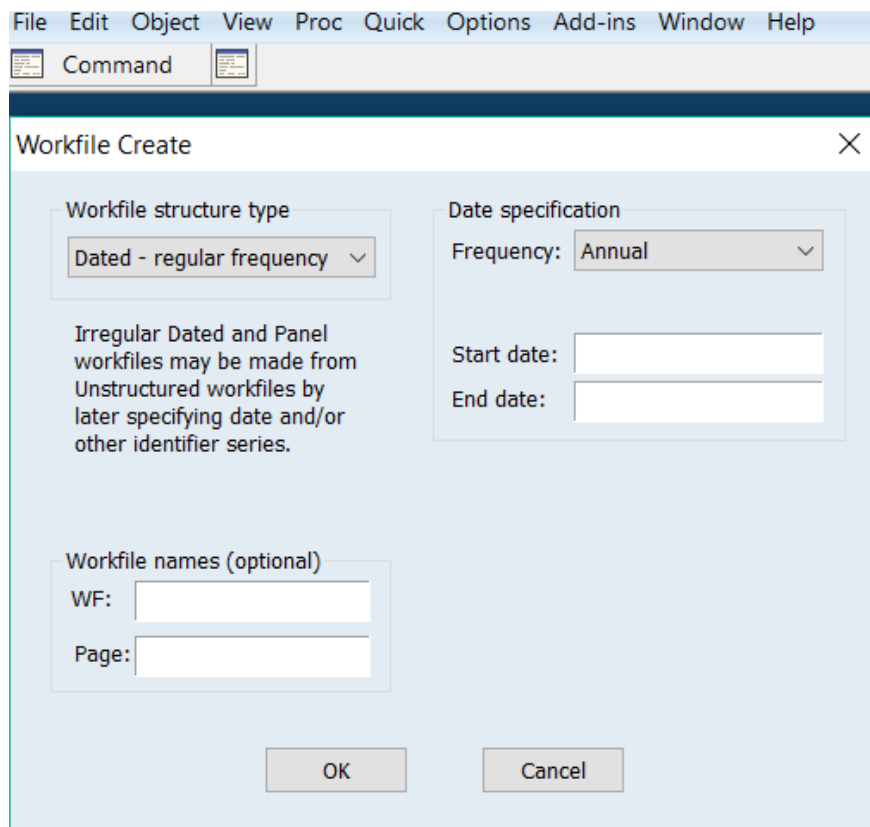 File Edit Object View Proc Quick Options Add-ins Window Help
Command
Workfile Create
Workfile structure type
Dated - regular frequency
Irregular Dated and Panel
workfiles may be made from
Unstructured workfiles by
later specifying date and/or
other identifier series.
Date specification
Frequency: Annual
Start date:
End date:
Workfile names (optional)
WF:
Page:
OK Cancel